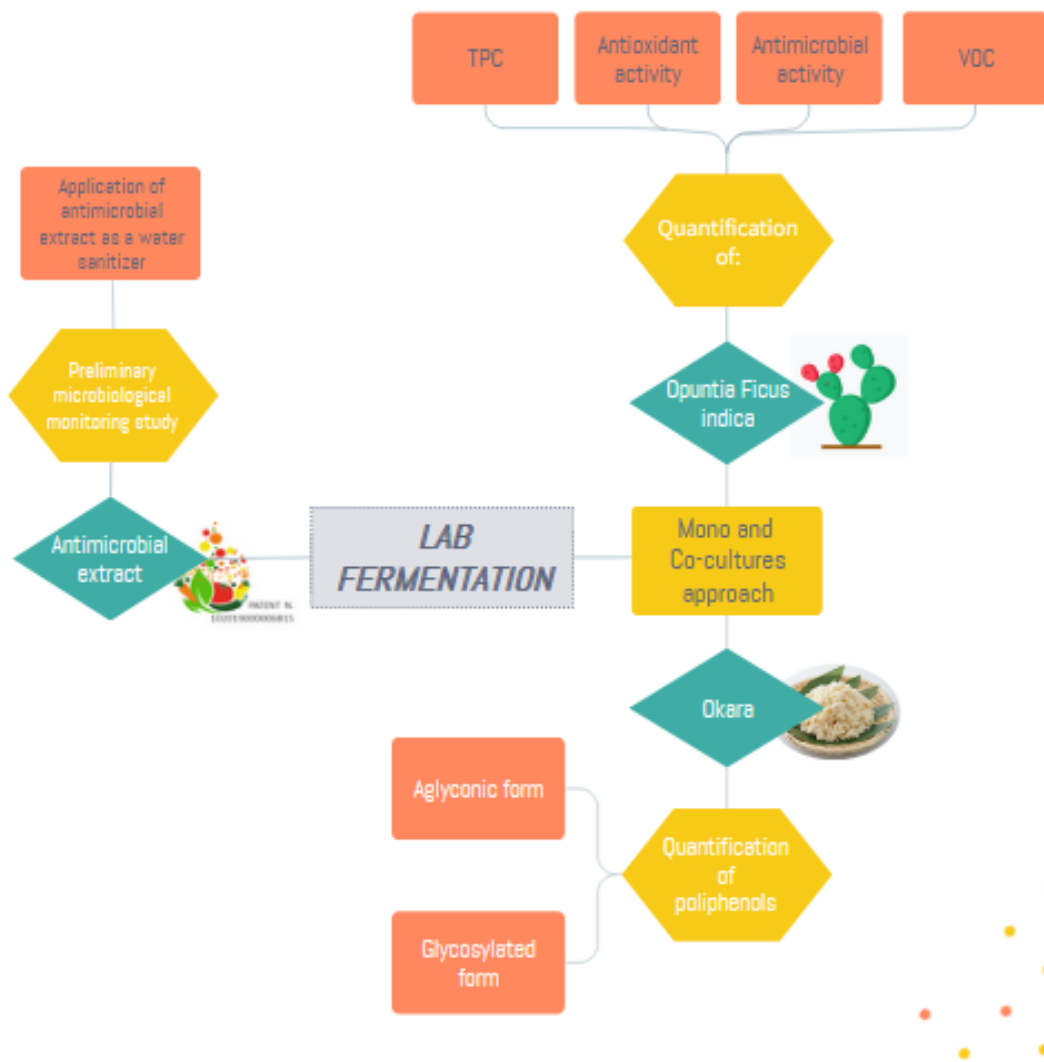 TPC
Antioxidant
activity
Antimicrobial
activity
VOC
Application of
antimicrobial
extract as a water
sanitizer
Quantification
of:
Preliminary
microbiological
monitoring study
Opuntia Ficus
indica
Antimicrobial
extract
PATENT N.
102019000006815
LAB
FERMENTATION
Mono and
Co-cultures
approach
Okara
Aglyconic form
Quantification
of
poliphenols
Glycosylated
form